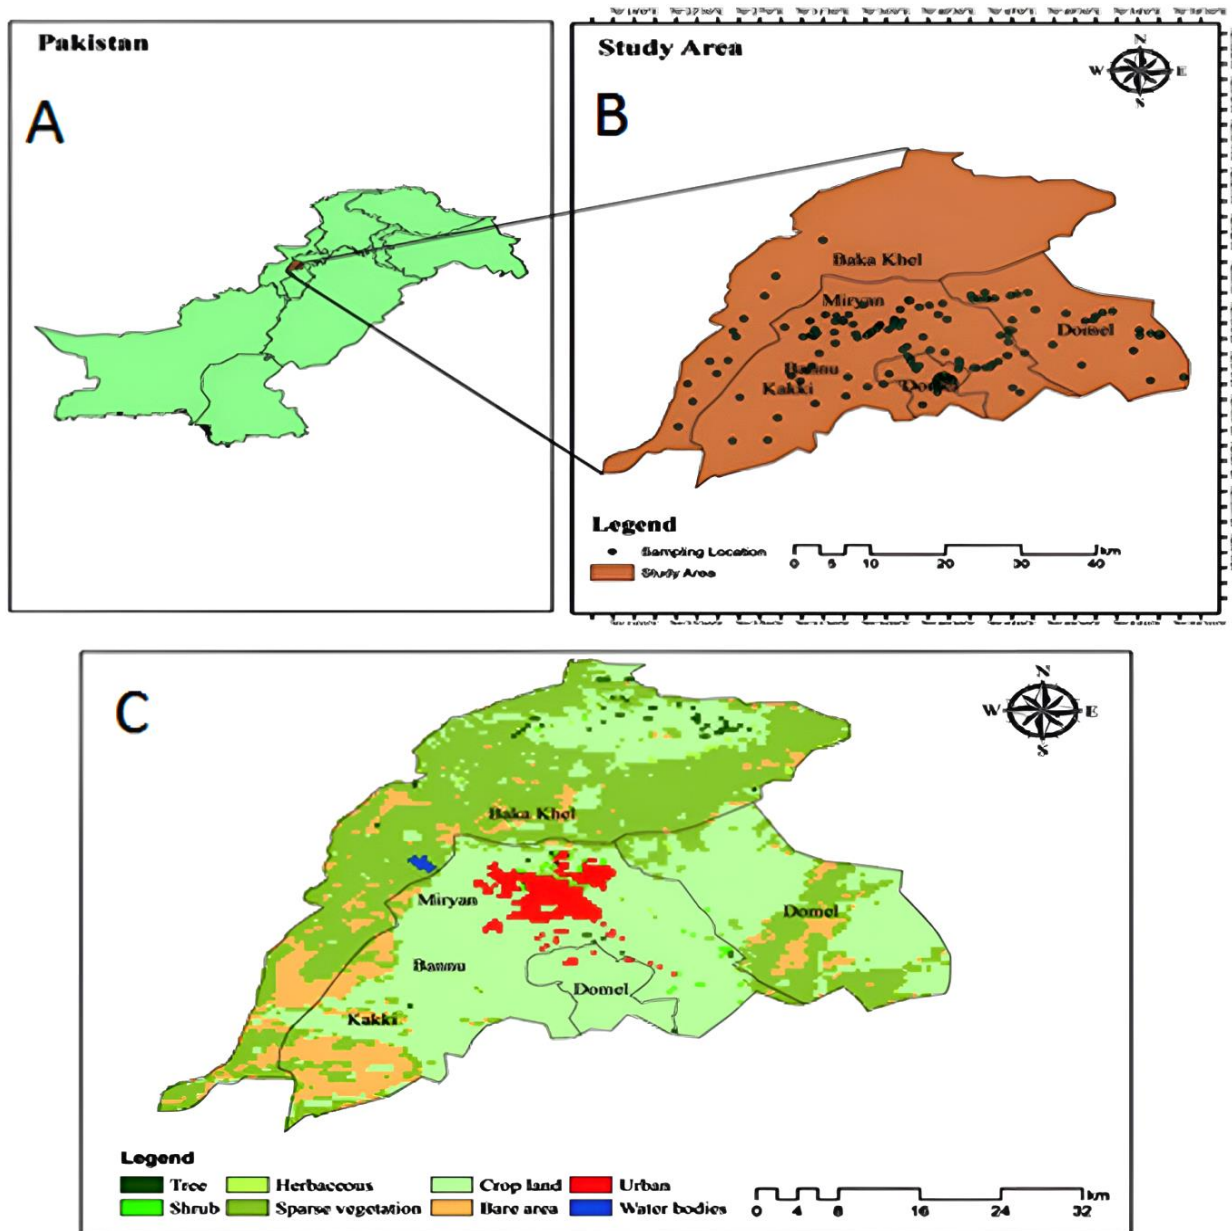 Pakistan
A
Study Area
B
N
W E
S
Baka Khel
Miryan
Domel
Bannu
Kakki
Domel
Legend
Sampling Location
Study Area
0 5 10 20 30 40 km
C
N
W E
S
Baka Khel
Miryan
Domel
Bannu
Domel
Kakki
Legend
Tree Herbaceous Crop land Urban
Shrub Sparse vegetation Bare area Water bodies
0 4 8 16 24 32 km